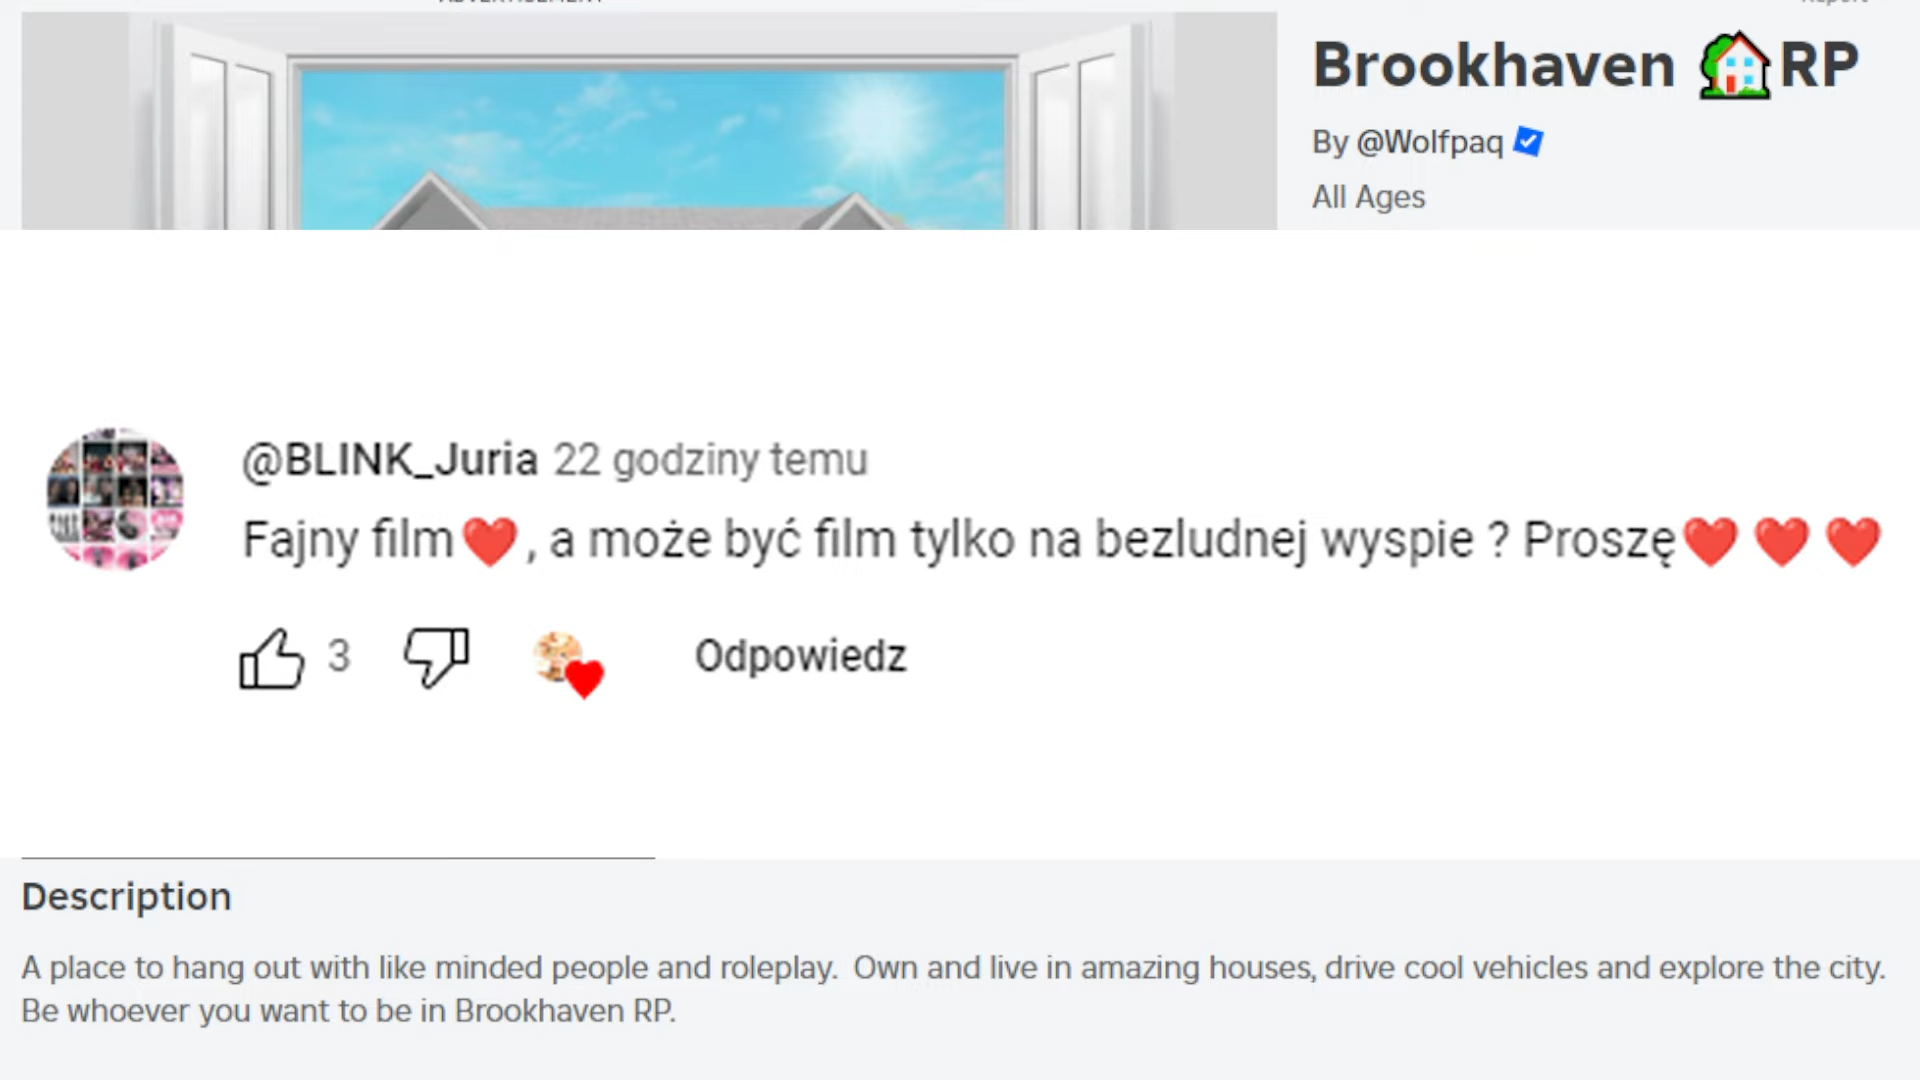 Brookhaven 🏡RP
By @Wolfpaq
All Ages
@BLINK_Juria 22 godziny temu
Fajny film❤️, a może być film tylko na bezludnej wyspie ? Proszę❤️❤️❤️
3
Odpowiedz
Description
A place to hang out with like minded people and roleplay.  Own and live in amazing houses, drive cool vehicles and explore the city.
Be whoever you want to be in Brookhaven RP.